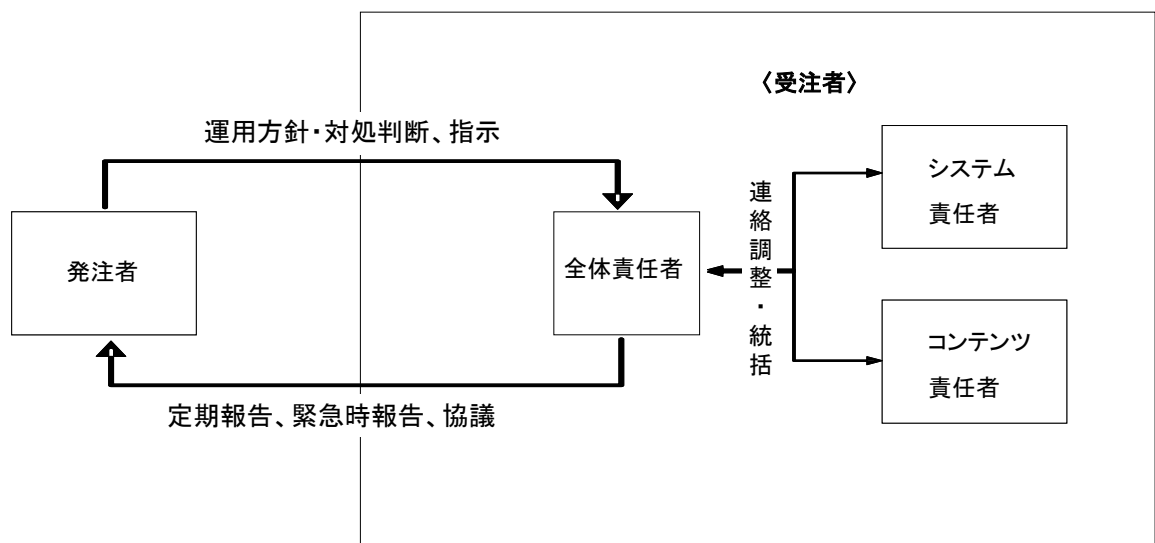 〈受注者〉
運用方針・対処判断、指示
発注者
全体責任者
連絡調整・統括
システム
責任者
コンテンツ
責任者
定期報告、緊急時報告、協議